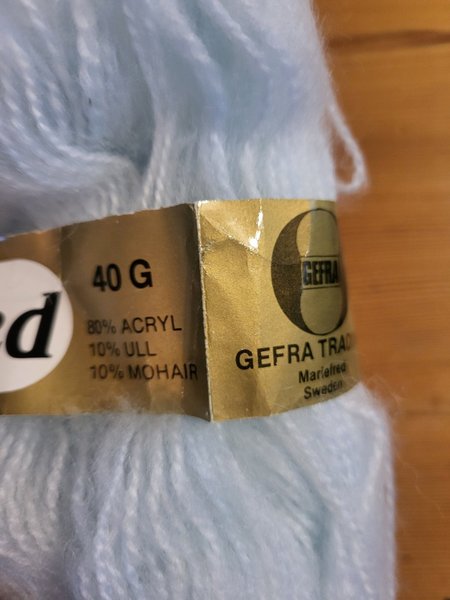 ed
40 G
80% ACRYL
10% ULL
10% MOHAIR
GEFRA
GEFRA TRAD
Mariefred
Sweden